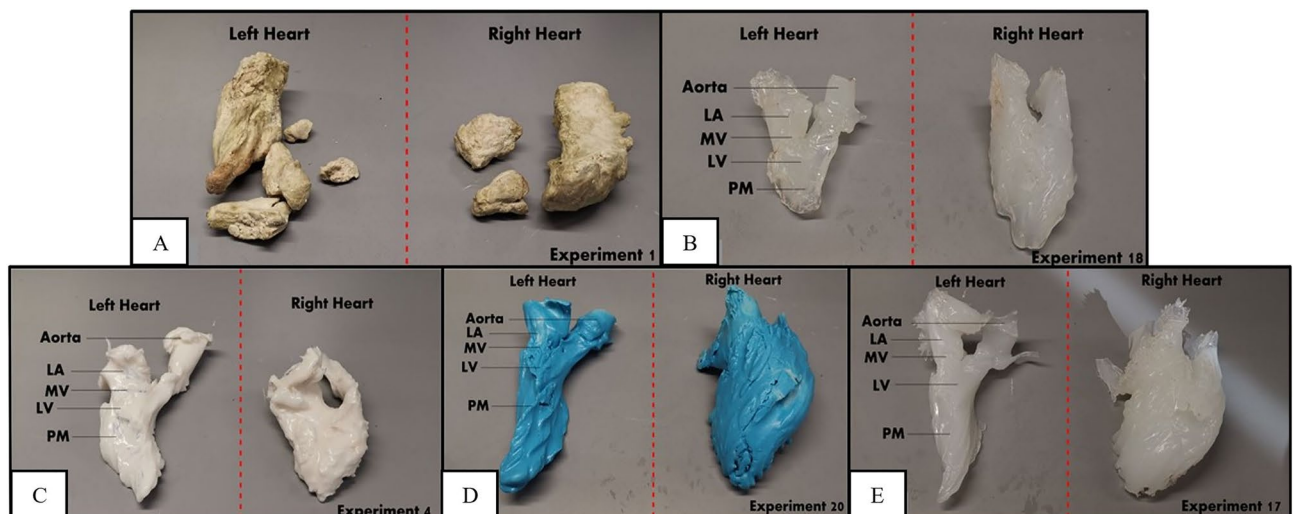 Left Heart
Right Heart
A
Experiment 1
Left Heart
Right Heart
Aorta
LA
MV
LV
PM
B
Experiment 18
Left Heart
Right Heart
Aorta
LA
MV
LV
PM
C
Experiment 4
Left Heart
Right Heart
Aorta
LA
MV
LV
PM
D
Experiment 20
Left Heart
Right Heart
Aorta
LA
MV
LV
PM
E
Experiment 17